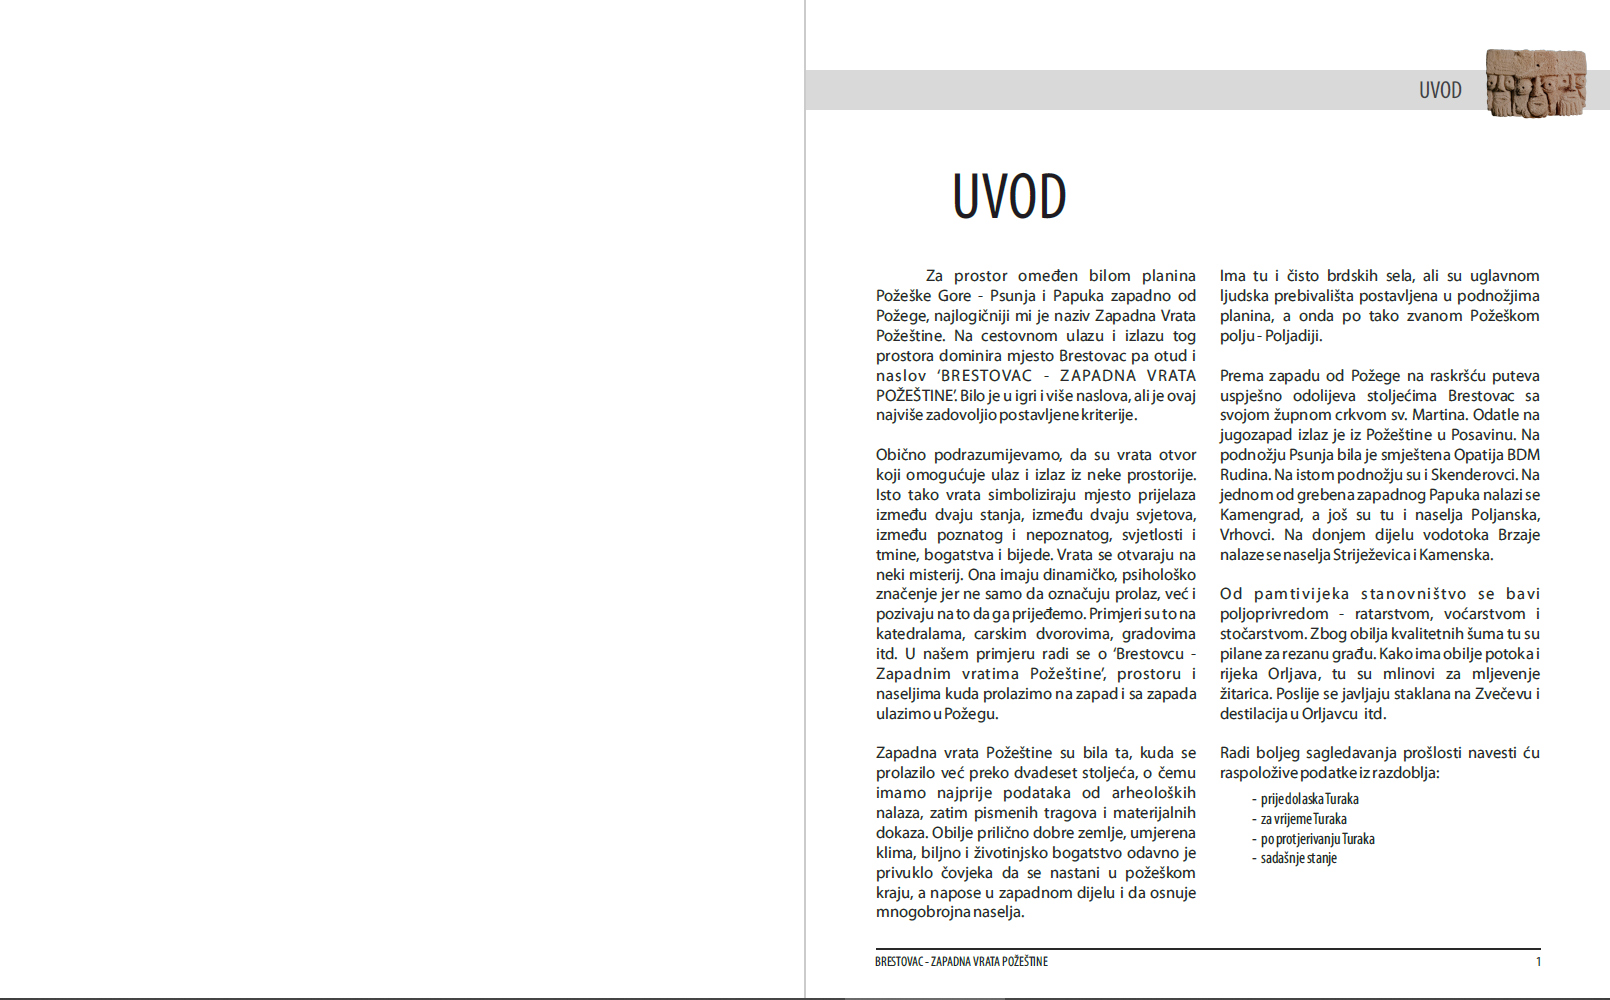 UVOD
UVOD
Za prostor omeđen bilom planina
Požeške Gore - Psunja i Papuka zapadno od
Požege, najlogičniji mi je naziv Zapadna Vrata
Požeštine. Na cestovnom ulazu i izlazu tog
prostora dominira mjesto Brestovac pa otud i
naslov ‘BRESTOVAC - ZAPADNA VRATA
POŽEŠTINE’. Bilo je u igri i više naslova, ali je ovaj
najviše zadovoljio postavljene kriterije.
Obično podrazumijevamo, da su vrata otvor
koji omogućuje ulaz i izlaz iz neke prostorije.
Isto tako vrata simboliziraju mjesto prijelaza
između dvaju stanja, između dvaju svjetova,
između poznatog i nepoznatog, svjetlosti i
tmine, bogatstva i bijede. Vrata se otvaraju na
neki misterij. Ona imaju dinamičko, psihološko
značenje jer ne samo da označuju prolaz, već i
pozivaju na to da ga prijeđemo. Primjeri su to na
katedralama, carskim dvorovima, gradovima
itd. U našem primjeru radi se o ‘Brestovcu -
Zapadnim vratima Požeštine’, prostoru i
naseljima kuda prolazimo na zapad i sa zapada
ulazimo u Požegu.
Zapadna vrata Požeštine su bila ta, kuda se
prolazilo već preko dvadeset stoljeća, o čemu
imamo najprije podataka od arheoloških
nalaza, zatim pismenih tragova i materijalnih
dokaza. Obilje prilično dobre zemlje, umjerena
klima, biljno i životinjsko bogatstvo odavno je
privuklo čovjeka da se nastani u požeškom
kraju, a napose u zapadnom dijelu i da osnuje
mnogobrojna naselja.
Ima tu i čisto brdskih sela, ali su uglavnom
ljudska prebivališta postavljena u podnožjima
planina, a onda po tako zvanom Požeškom
polju - Poljadiji.
Prema zapadu od Požege na raskršću puteva
uspješno odolijeva stoljećima Brestovac sa
svojom župnom crkvom sv. Martina. Odatle na
jugozapad izlaz je iz Požeštine u Posavinu. Na
podnožju Psunja bila je smještena Opatija BDM
Rudina. Na istom podnožju su i Skenderovci. Na
jednom od grebena zapadnog Papuka nalazi se
Kamengrad, a još su tu i naselja Poljanska,
Vrhovci. Na donjem dijelu vodotoka Brzaje
nalaze se naselja Striježevica i Kamenska.
Od pamtivijeka stanovništvo se bavi
poljoprivredom - ratarstvom, voćarstvom i
stočarstvom. Zbog obilja kvalitetnih šuma tu su
pilane za rezanu građu. Kako ima obilje potoka i
rijeka Orljava, tu su mlinovi za mljevenje
žitarica. Poslije se javljaju staklana na Zvečevu i
destilacija u Orljavcu itd.
Radi boljeg sagledavanja prošlosti navesti ću
raspoložive podatke iz razdoblja:
- prije dolaska Turaka
- za vrijeme Turaka
- po protjerivanju Turaka
- sadašnje stanje
BRESTOVAC - ZAPADNA VRATA POŽEŠTINE
1